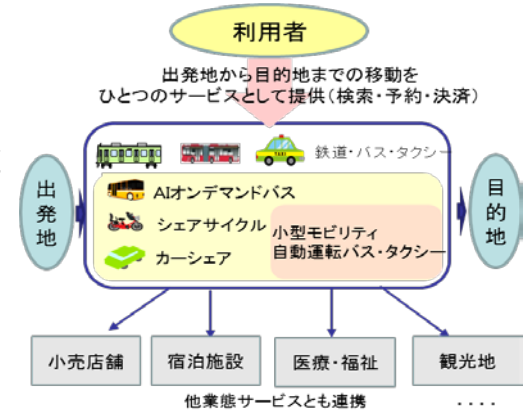 利用者
出発地から目的地までの移動を
ひとつのサービスとして提供(検索・予約・決済)
TAXI
鉄道・バス・タクシー
出発地
AIオンデマンドバス
シェアサイクル
カーシェア
小型モビリティ
自動運転バス・タクシー
目的地
小売店舗
宿泊施設
医療・福祉
観光地
他業態サービスとも連携
・・・・